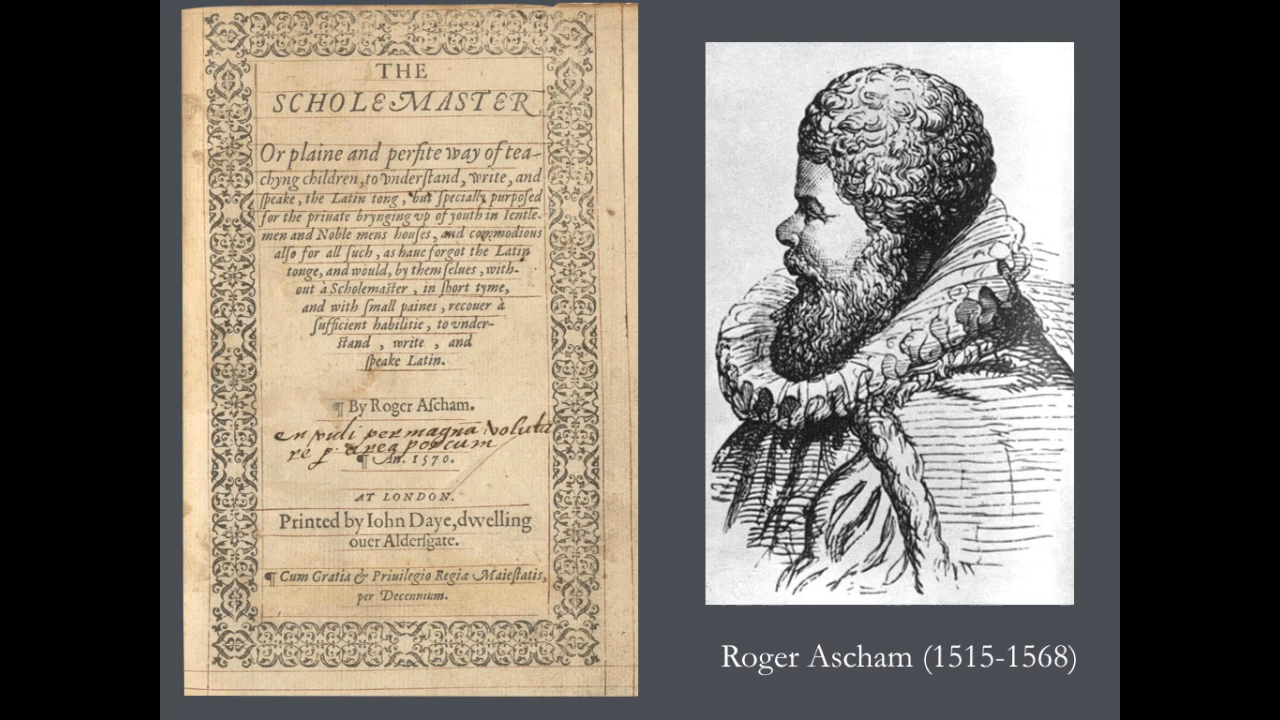 THE
SCHOLEMASTER
Or plaine and perfite way of tea-
chyng children, to vnderſtand, write, and
ſpeake, the Latin tong, but ſpecially purposed
for the priuate brynging vp of youth in Ientle-
men and Noble mens houſes, and commodious
alſo for all ſuch, as haue forgot the Latin
tonge, and would, by themſelues, with-
out à Scholemaſter, in ſhort tyme,
and with ſmall paines, recouer à
ſufficient habilitie, to vnder-
ſtand, write, and
ſpeake Latin.
¶ By Roger Aſcham.
per magna
¶ An. 1570.
AT LONDON.
Printed by Iohn Daye, dwelling
ouer Alderſgate.
¶ Cum Gratia & Priuilegio Regiæ Maieſtatis,
per Decennium.
Roger Ascham (1515-1568)